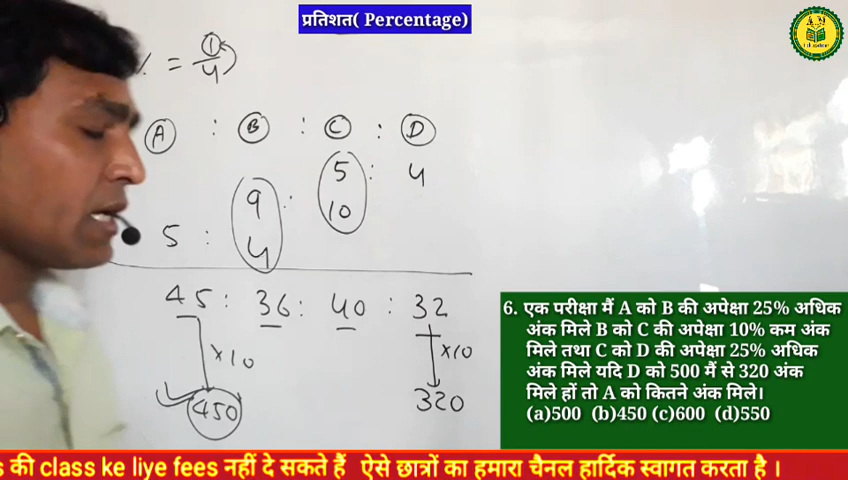 प्रतिशत( Percentage)
% = 1/4
A : B : C : D
5 : 4
9 : 10
5 : 4
45 : 36 : 40 : 32
×10 ×10
450 320
6. एक परीक्षा मैं A को B की अपेक्षा 25% अधिक
अंक मिले B को C की अपेक्षा 10% कम अंक
मिले तथा C को D की अपेक्षा 25% अधिक
अंक मिले यदि D को 500 मैं से 320 अंक
मिले हों तो A को कितने अंक मिले।
(a)500 (b)450 (c)600 (d)550
की class ke liye fees नहीं दे सकते हैं ऐसे छात्रों का हमारा चैनल हार्दिक स्वागत करता है ।